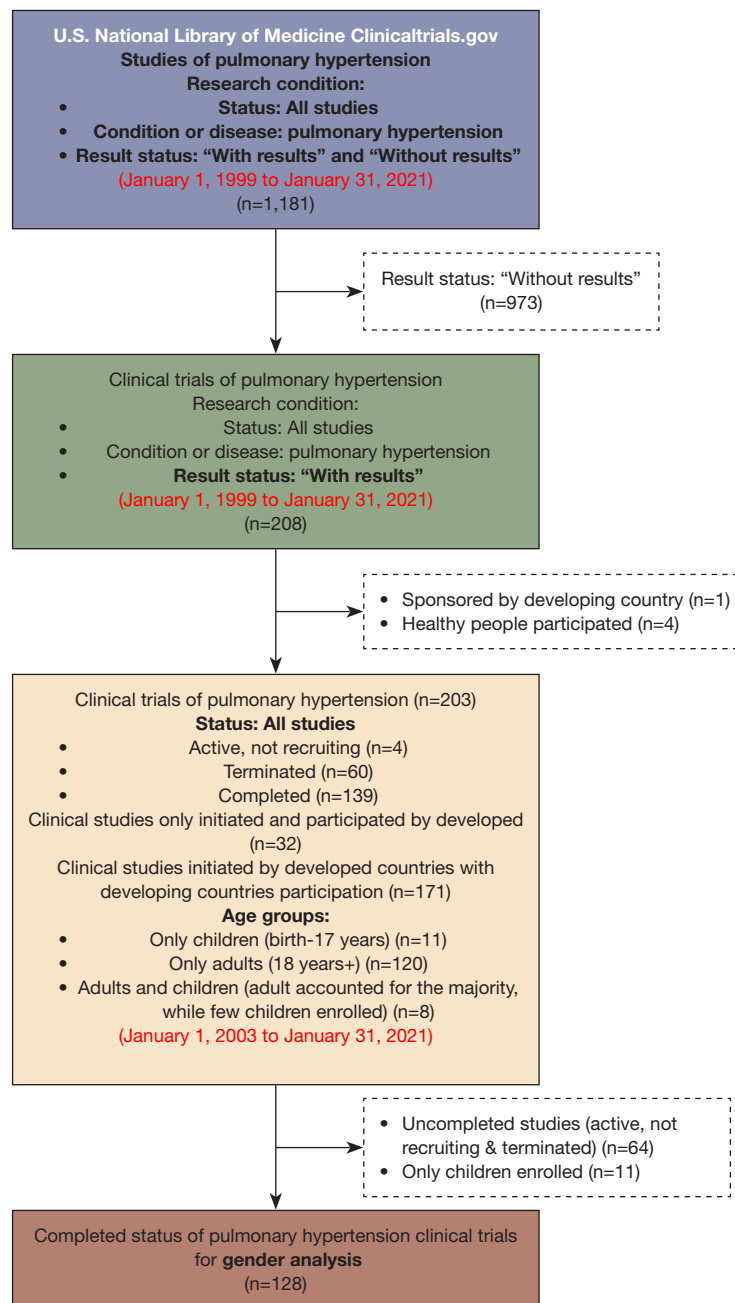 U.S. National Library of Medicine Clinicaltrials.gov
Studies of pulmonary hypertension
Research condition:
• Status: All studies
• Condition or disease: pulmonary hypertension
• Result status: “With results” and “Without results”
(January 1, 1999 to January 31, 2021)
(n=1,181)
Result status: “Without results”
(n=973)
Clinical trials of pulmonary hypertension
Research condition:
• Status: All studies
• Condition or disease: pulmonary hypertension
• Result status: “With results”
(January 1, 1999 to January 31, 2021)
(n=208)
• Sponsored by developing country (n=1)
• Healthy people participated (n=4)
Clinical trials of pulmonary hypertension (n=203)
Status: All studies
• Active, not recruiting (n=4)
• Terminated (n=60)
• Completed (n=139)
Clinical studies only initiated and participated by developed
(n=32)
Clinical studies initiated by developed countries with
developing countries participation (n=171)
Age groups:
• Only children (birth-17 years) (n=11)
• Only adults (18 years+) (n=120)
• Adults and children (adult accounted for the majority,
while few children enrolled) (n=8)
(January 1, 2003 to January 31, 2021)
• Uncompleted studies (active, not
recruiting & terminated) (n=64)
• Only children enrolled (n=11)
Completed status of pulmonary hypertension clinical trials
for gender analysis
(n=128)